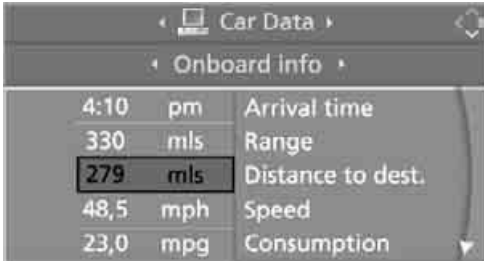 Car Data
Onboard info
4:10 pm Arrival time
330 mls Range
279 mls Distance to dest.
48,5 mph Speed
23,0 mpg Consumption